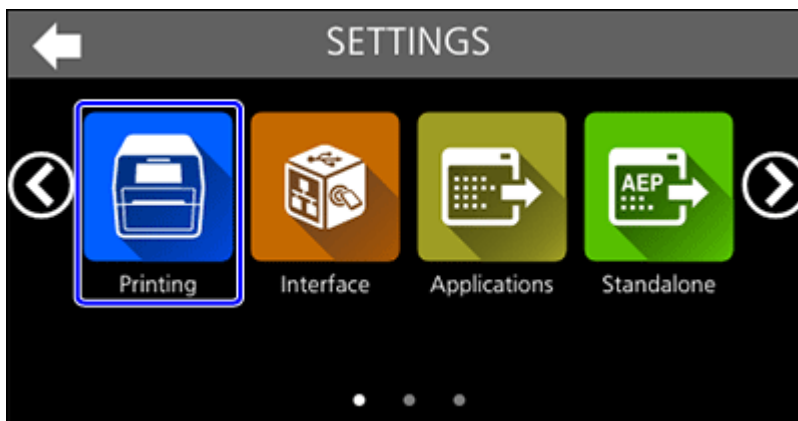 SETTINGS
AEP
Printing
Interface
Applications
Standalone